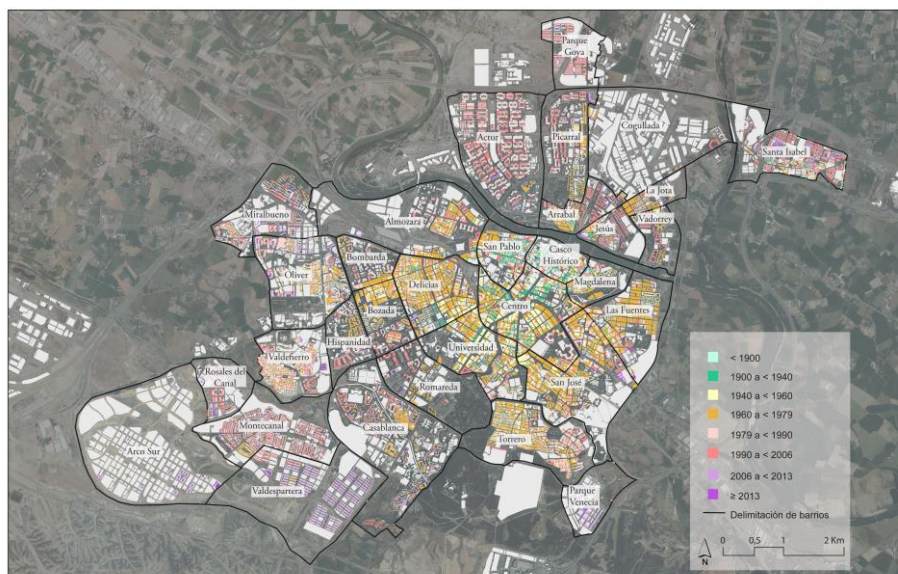 Parque
Goya
Actur
Picarral
Cogullada
Santa Isabel
La Jota
Miralbueno
Almozara
Arrabal
Vadorrey
Jesús
San Pablo
Casco
Histórico
Bombarda
Oliver
Delicias
Magdalena
Centro
Las Fuentes
Bozada
Hispanidad
Universidad
Valdefierro
Rosales del
Canal
Romareda
San José
Montecanal
Casablanca
Torrero
Arco Sur
Valdespartera
Parque
Venecia
< 1900
1900 a < 1940
1940 a < 1960
1960 a < 1979
1979 a < 1990
1990 a < 2006
2006 a < 2013
≥ 2013
Delimitación de barrios
N
0 0,5 1 2 Km